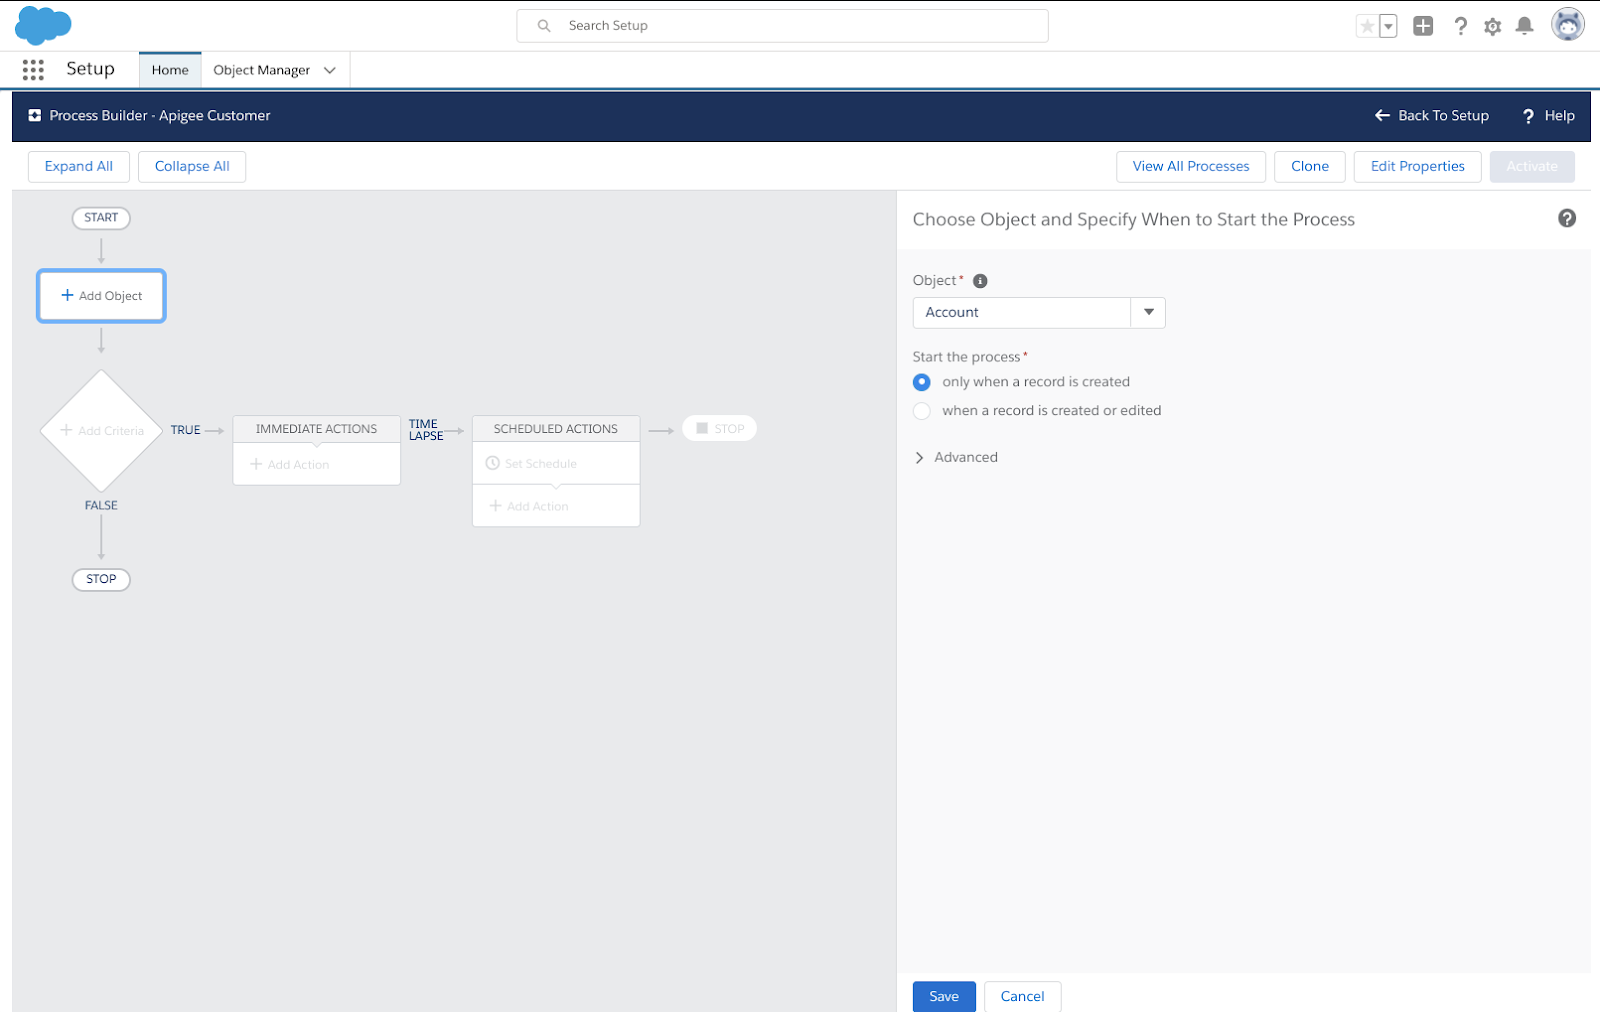 Search Setup
Setup
Home
Object Manager
Process Builder - Apigee Customer
Back To Setup
? Help
Expand All
Collapse All
View All Processes
Clone
Edit Properties
Activate
START
Choose Object and Specify When to Start the Process
+ Add Object
Object*
Account
Start the process*
only when a record is created
when a record is created or edited
Advanced
+ Add Criteria
TRUE
IMMEDIATE ACTIONS
+ Add Action
TIME
LAPSE
SCHEDULED ACTIONS
Set Schedule
+ Add Action
STOP
FALSE
STOP
Save
Cancel